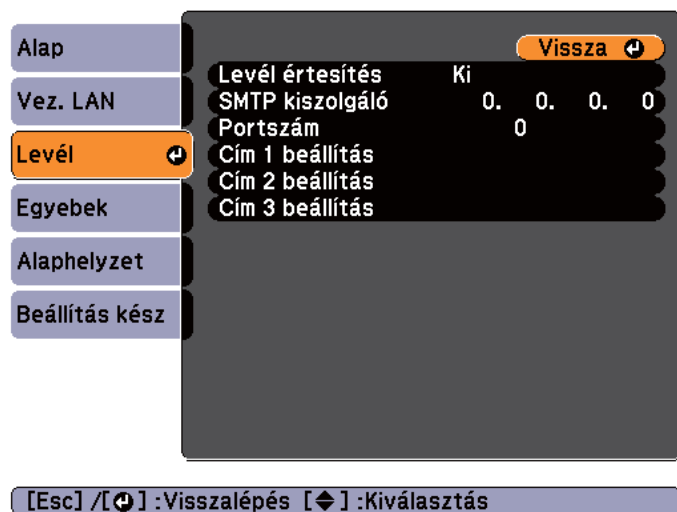 Alap
Vez. LAN
Levél
Egyebek
Alaphelyzet
Beállítás kész
Vissza
Levél értesítés Ki
SMTP kiszolgáló 0. 0. 0. 0
Portszám 0
Cím 1 beállítás
Cím 2 beállítás
Cím 3 beállítás
[Esc] /[⏎] :Visszalépés [◆] :Kiválasztás